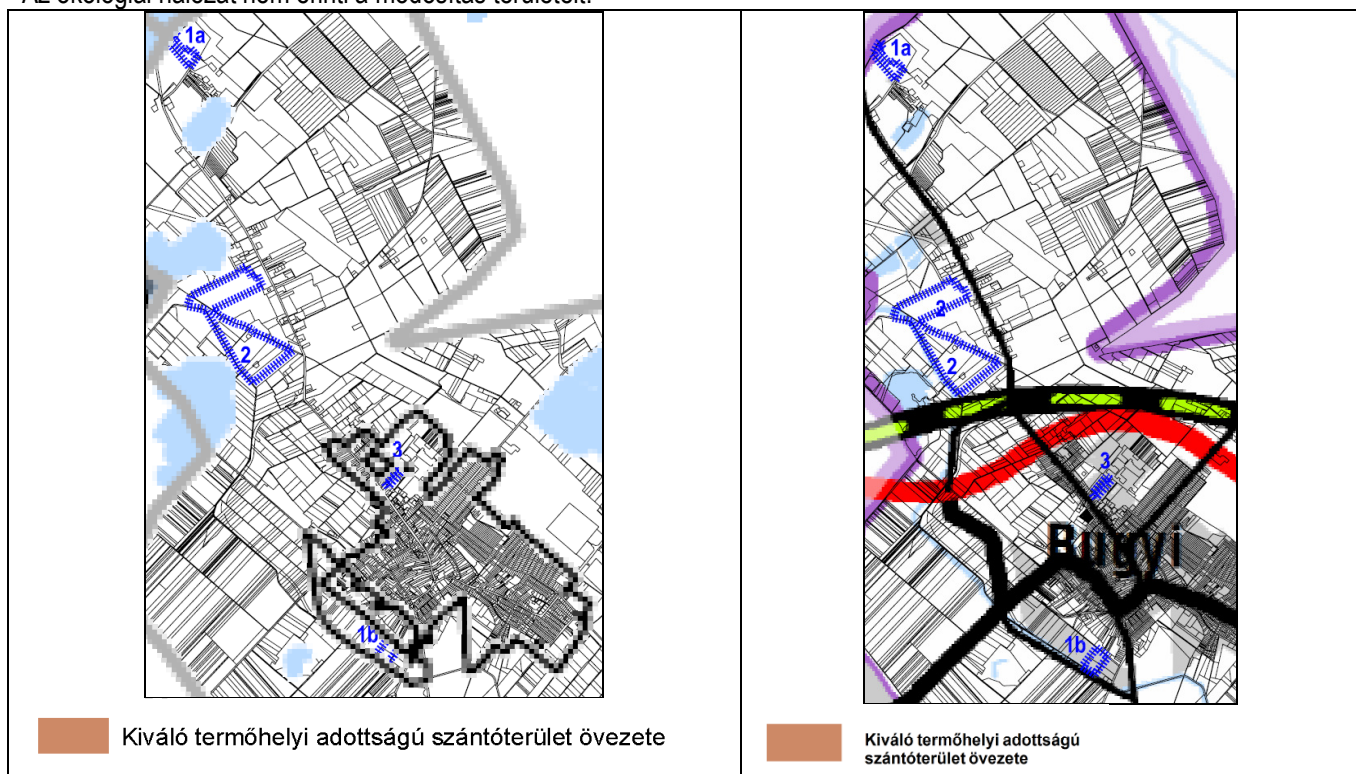 Az ökológiai hálózat nem érinti a módosítás területeit.
1a
2
3
1b
Kiváló termőhelyi adottságú szántóterület övezete
1a
2
2
3
Bugyi
1b
Kiváló termőhelyi adottságú
szántóterület övezete